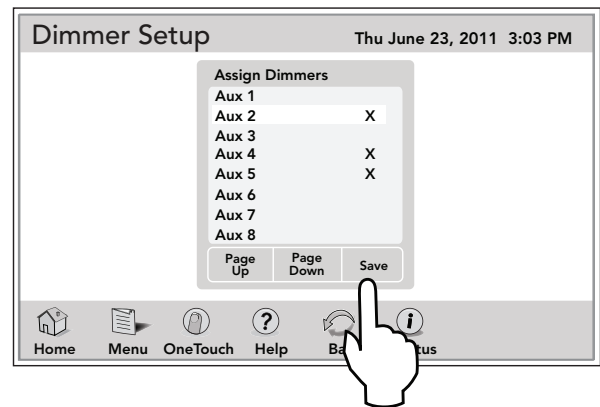 Dimmer Setup
Thu June 23, 2011 3:03 PM
Assign Dimmers
Aux 1
Aux 2 X
Aux 3
Aux 4 X
Aux 5 X
Aux 6
Aux 7
Aux 8
Page Up
Page Down
Save
i
?
Home Menu OneTouch Help